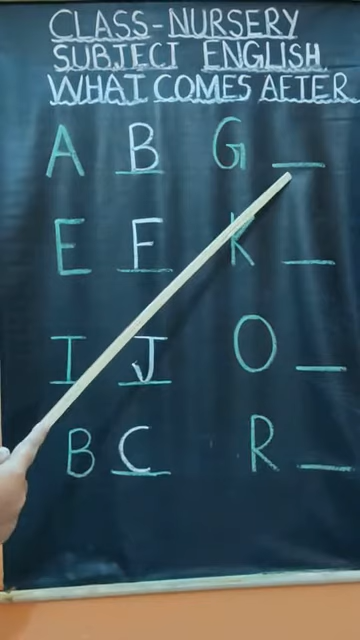 CLASS-NURSERY
SUBJECT ENGLISH
WHAT COMES AFTER
A B G _
E F K _
I J O _
B C R _